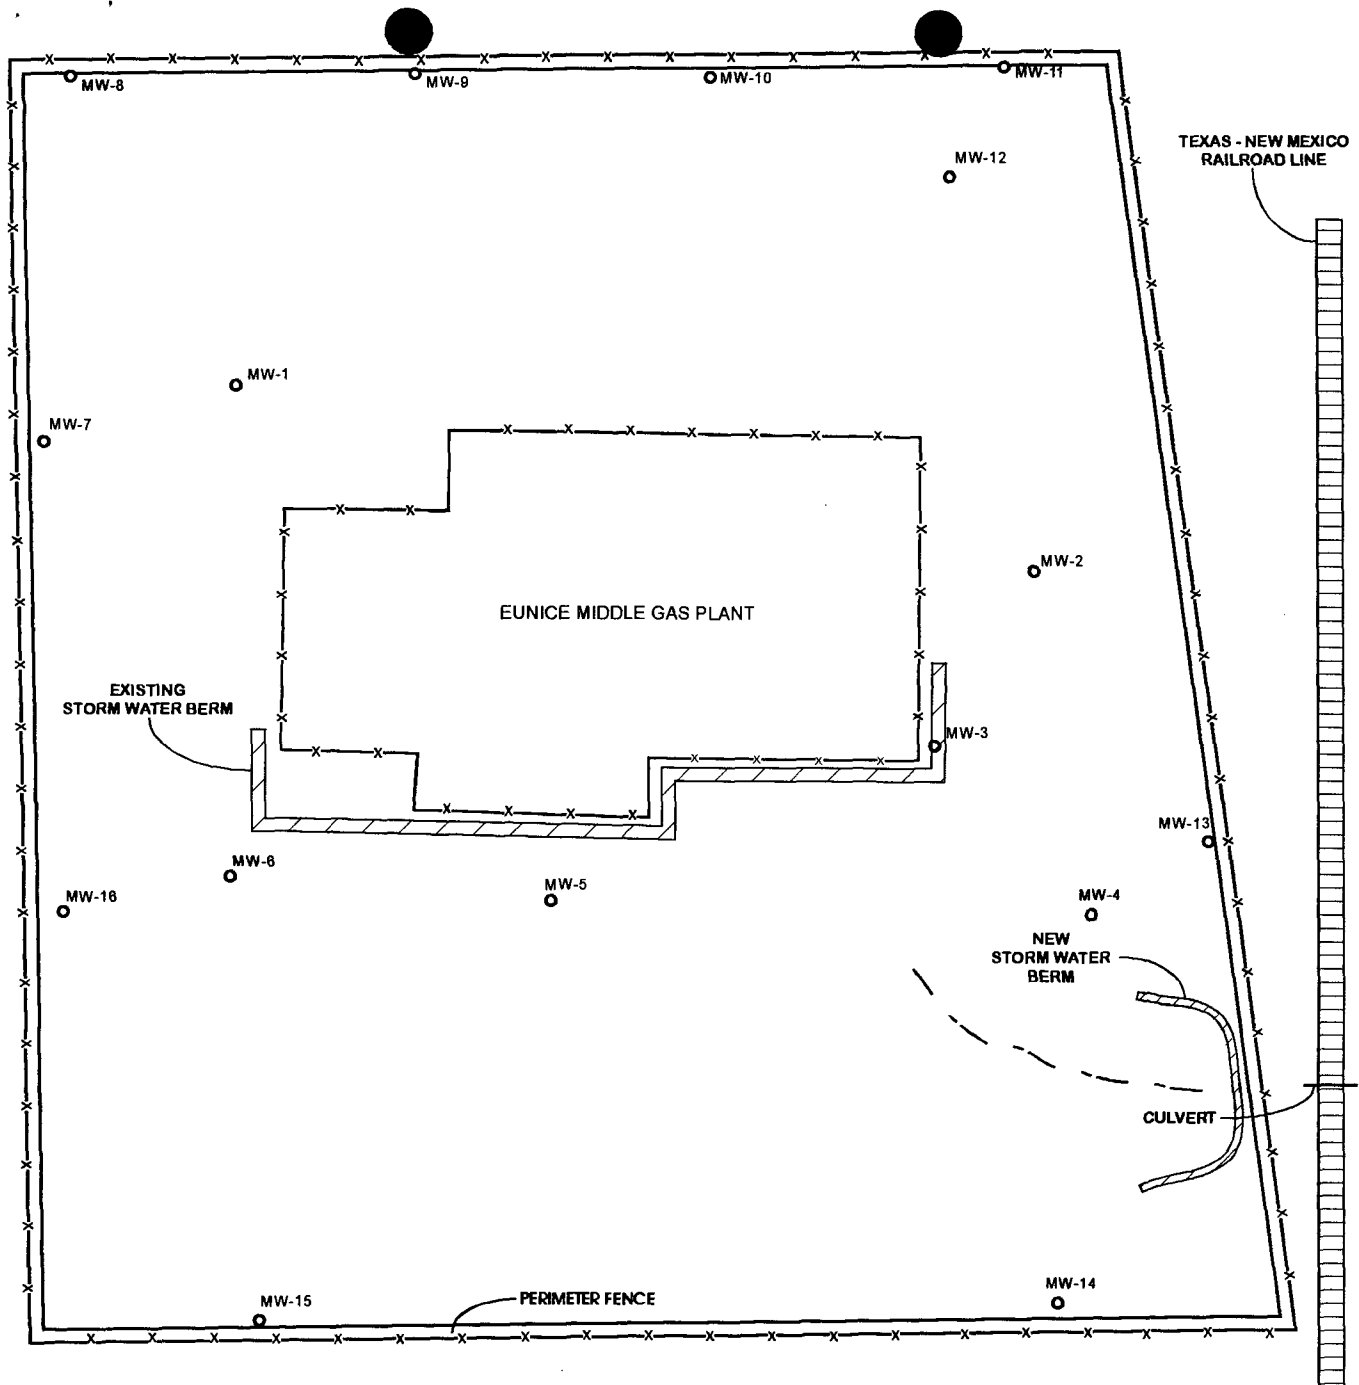 MW-8
MW-9
MW-10
MW-11
MW-12
TEXAS - NEW MEXICO
RAILROAD LINE
MW-1
MW-7
MW-2
EUNICE MIDDLE GAS PLANT
EXISTING
STORM WATER BERM
MW-3
MW-13
MW-6
MW-5
MW-16
MW-4
NEW
STORM WATER
BERM
CULVERT
MW-14
MW-15
PERIMETER FENCE